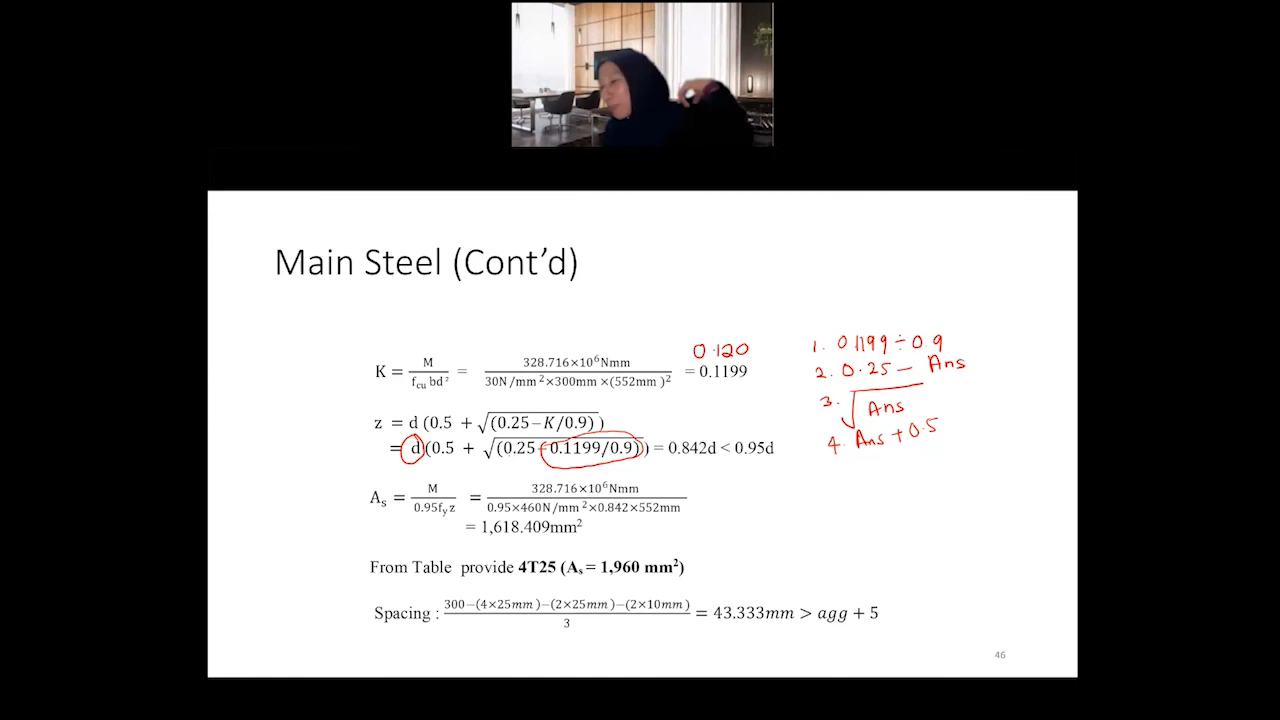 Main Steel (Cont’d)
0.120
K = M/f_cu bd² = 328.716×10⁶Nmm/30N/mm²×300mm×(552mm)² = 0.1199
z = d (0.5 + √(0.25−K/0.9))
= d (0.5 + √(0.25−0.1199/0.9)) = 0.842d < 0.95d
A_s = M/0.95f_y z = 328.716×10⁶Nmm/0.95×460N/mm²×0.842×552mm
= 1,618.409mm²
From Table provide 4T25 (A_s = 1,960 mm²)
Spacing : 300−(4×25mm)−(2×25mm)−(2×10mm)/3 = 43.333mm > agg + 5
1. 0.1199 ÷ 0.9
2. 0.25 − Ans
3. √Ans
4. Ans + 0.5
46